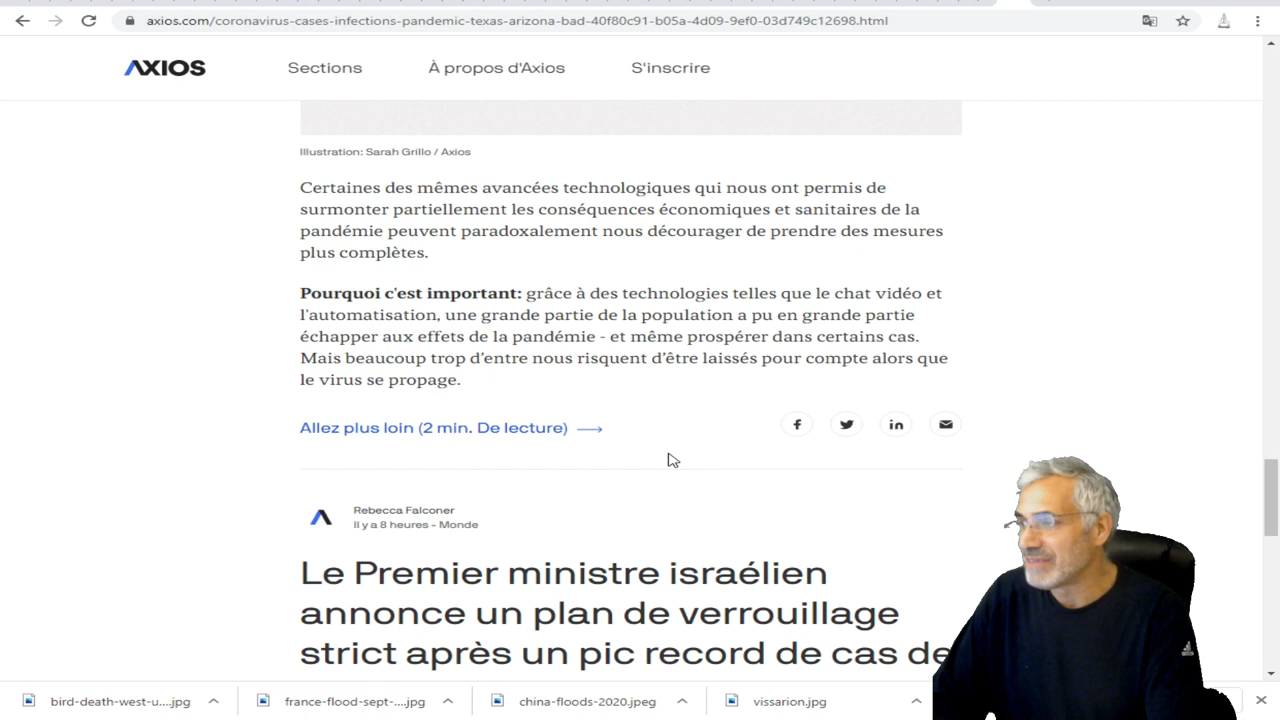 axios.com/coronavirus-cases-infections-pandemic-texas-arizona-bad-40f80c91-b05a-4d09-9ef0-03d749c12698.html
AXIOS Sections À propos d'Axios S'inscrire
Illustration: Sarah Grillo / Axios
Certaines des mêmes avancées technologiques qui nous ont permis de
surmonter partiellement les conséquences économiques et sanitaires de la
pandémie peuvent paradoxalement nous décourager de prendre des mesures
plus complètes.
Pourquoi c'est important: grâce à des technologies telles que le chat vidéo et
l'automatisation, une grande partie de la population a pu en grande partie
échapper aux effets de la pandémie - et même prospérer dans certains cas.
Mais beaucoup trop d'entre nous risquent d'être laissés pour compte alors que
le virus se propage.
Allez plus loin (2 min. De lecture)
Rebecca Falconer
Il y a 8 heures - Monde
Le Premier ministre israélien
annonce un plan de verrouillage
strict après un pic record de cas de
bird-death-west-u....jpg france-flood-sept-....jpg china-floods-2020.jpeg vissarion.jpg